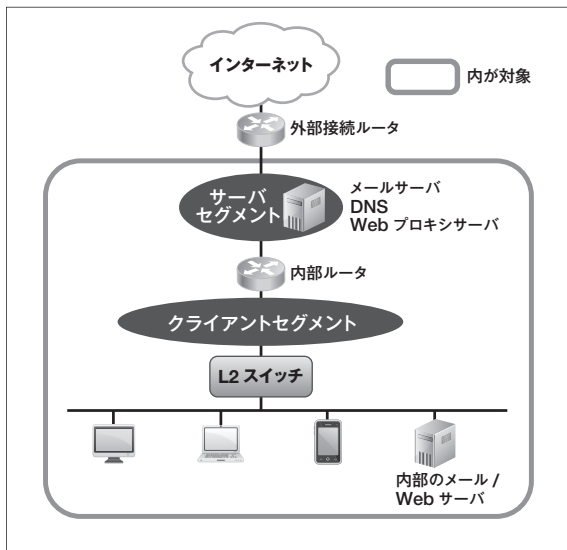 インターネット
内が対象
外部接続ルータ
サーバ
セグメント
メールサーバ
DNS
Web プロキシサーバ
内部ルータ
クライアントセグメント
L2 スイッチ
内部のメール /
Web サーバ